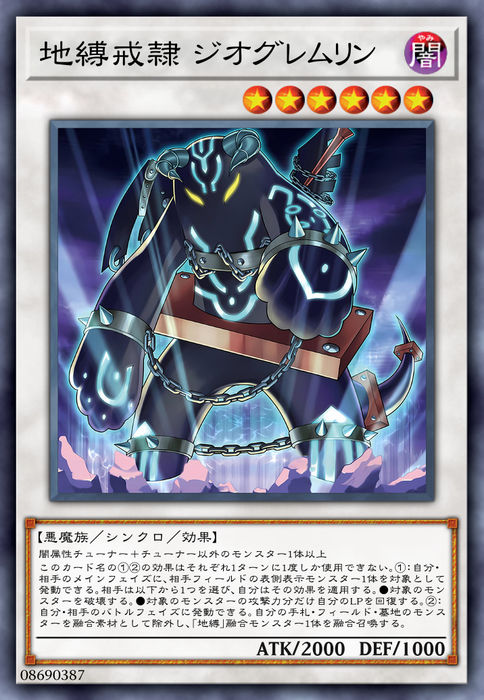 地縛戒隷 ジオグレムリン
やみ
闇
【悪魔族／シンクロ／効果】
闇属性チューナー＋チューナー以外のモンスター1体以上
このカード名の①②の効果はそれぞれ1ターンに1度しか使用できない。①：自分・
相手のメインフェイズに、相手フィールドの表側表示モンスター1体を対象として
発動できる。相手は以下から1つを選び、自分はその効果を適用する。●対象のモン
スターを破壊する。●対象のモンスターの攻撃力分だけ自分のLPを回復する。②：
自分・相手のバトルフェイズに発動できる。自分の手札・フィールド・墓地のモンス
ターを融合素材として除外し、「地縛」融合モンスター1体を融合召喚する。
ATK/2000 DEF/1000
08690387